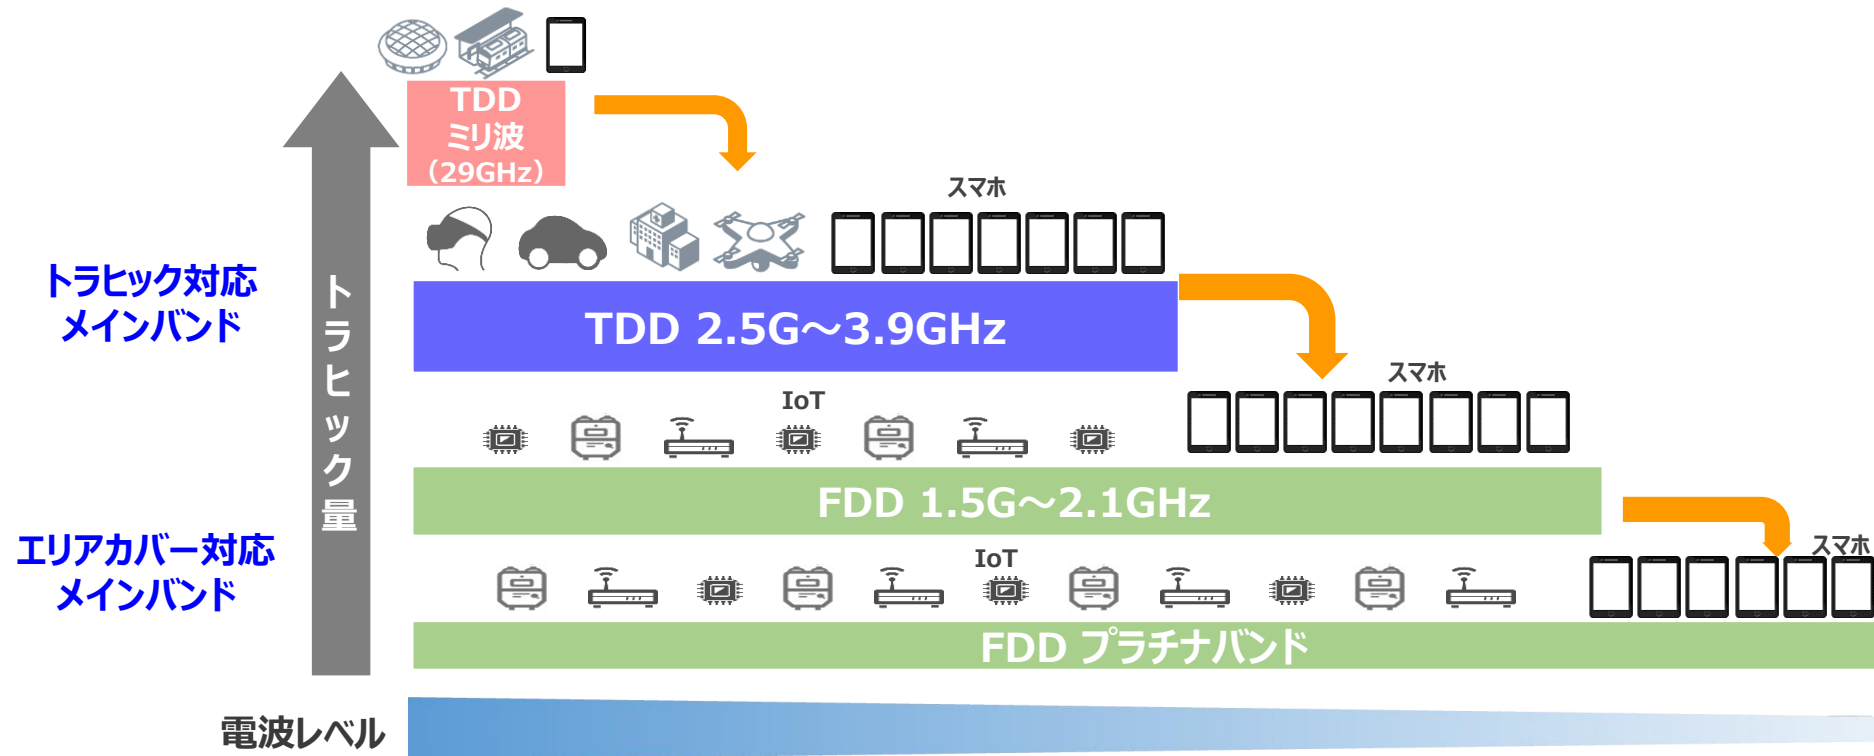 TDD
ミリ波
（29GHz）
スマホ
トラヒック対応
メインバンド
トラヒック量
TDD 2.5G～3.9GHz
スマホ
IoT
FDD 1.5G～2.1GHz
エリアカバー対応
メインバンド
スマホ
IoT
FDD プラチナバンド
電波レベル